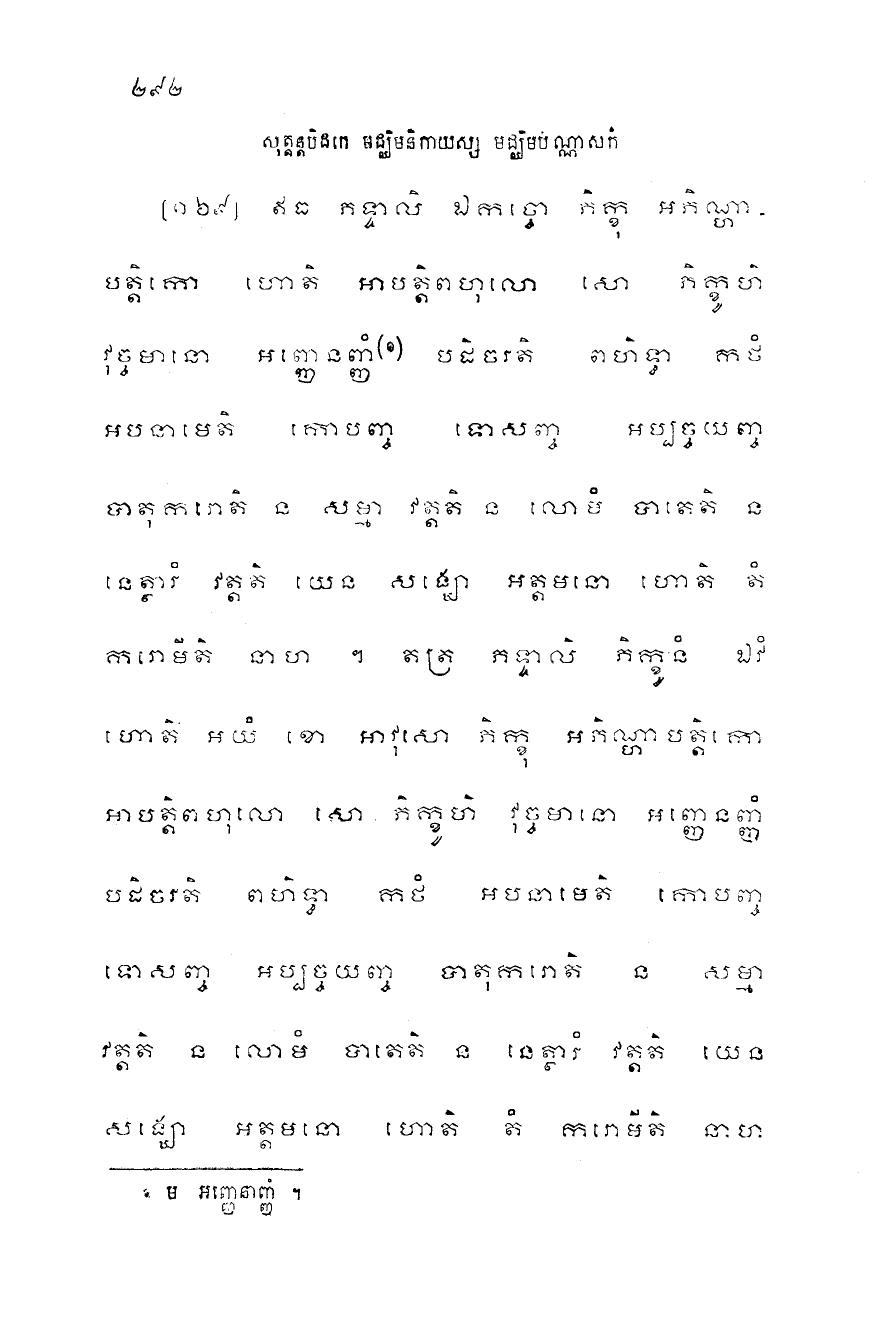 ២៩២
សុត្តន្តបិដកេ មជ្ឈិមនិកាយស្ស មជ្ឈិមបណ្ណាសកំ
[១៦៩] ឥធ ភទ្ទាលិ ឯកច្ចោ ភិក្ខុ អភិណ្ហា-
បត្តិកោ ហោតិ អាបត្តិពហុលោ សោ ភិក្ខូហិ
វុច្ចមានោ អញ្ញេនញ្ញំ(១) បដិចរតិ ពហិទ្ធា កថំ
អបនាមេតិ កោបញ្ច ទោសញ្ច អប្បច្ចយញ្ច
បាតុករោតិ ន សម្មា វត្តតិ ន លោមំ បាតេតិ ន
នេត្ថារំ វត្តតិ យេន សង្ឃោ អត្តមនោ ហោតិ តំ
ករោមីតិ នាហ ។ តត្រ ភទ្ទាលិ ភិក្ខូនំ ឯវំ
ហោតិ អយំ ខោ អាវុសោ ភិក្ខុ អភិណ្ហាបត្តិកោ
អាបត្តិពហុលោ សោ ភិក្ខូហិ វុច្ចមានោ អញ្ញេនញ្ញំ
បដិចរតិ ពហិទ្ធា កថំ អបនាមេតិ កោបញ្ច
ទោសញ្ច អប្បច្ចយញ្ច បាតុករោតិ ន សម្មា
វត្តតិ ន លោមំ បាតេតិ ន នេត្ថារំ វត្តតិ យេន
សង្ឃោ អត្តមនោ ហោតិ តំ ករោមីតិ នាហ
១ ម អញ្ញេនាញ្ញំ ។